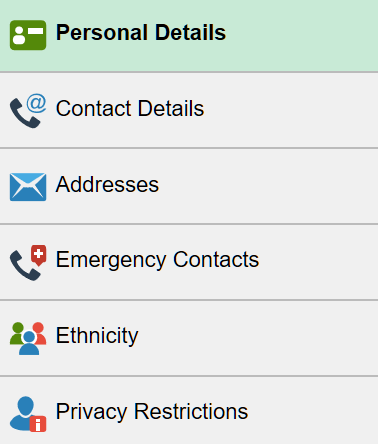 Personal Details
Contact Details
Addresses
Emergency Contacts
Ethnicity
Privacy Restrictions